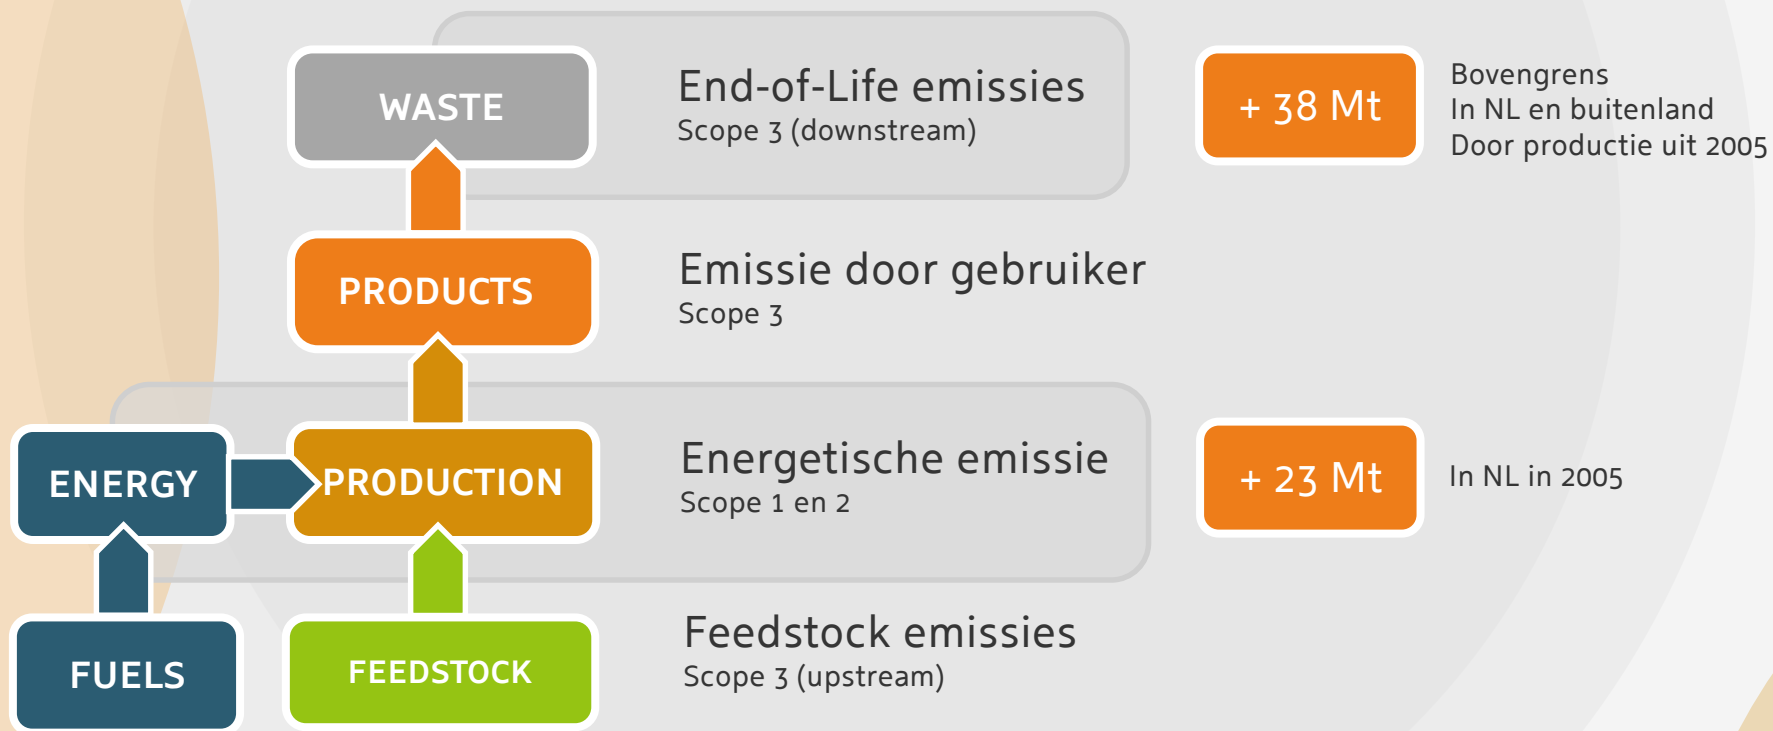 WASTE
End-of-Life emissies
Scope 3 (downstream)
+ 38 Mt
Bovengrens
In NL en buitenland
Door productie uit 2005
PRODUCTS
Emissie door gebruiker
Scope 3
ENERGY
PRODUCTION
Energetische emissie
Scope 1 en 2
+ 23 Mt
In NL in 2005
FUELS
FEEDSTOCK
Feedstock emissies
Scope 3 (upstream)